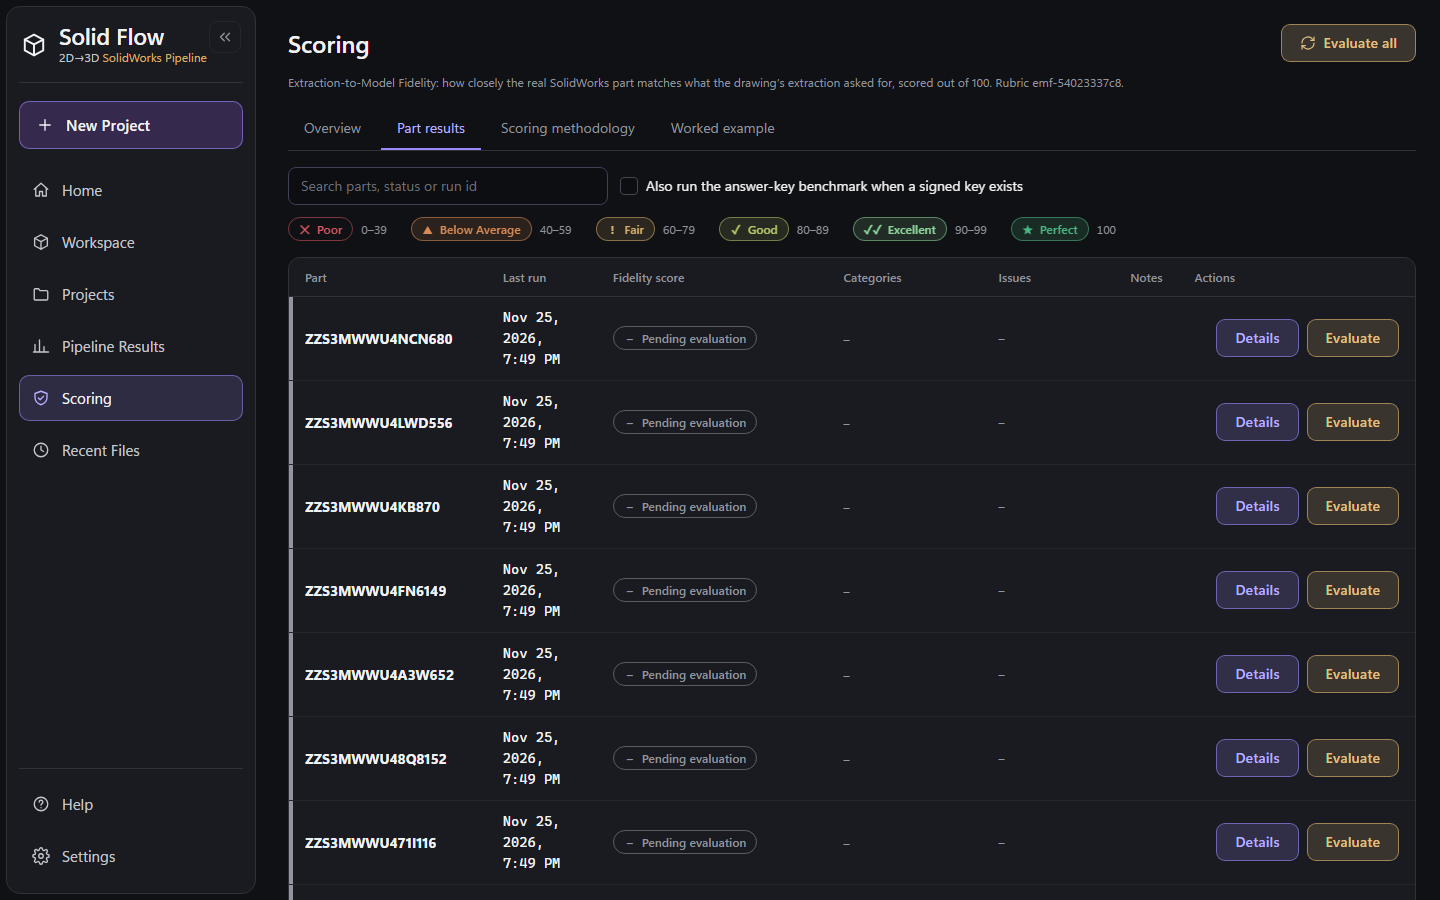 Solid Flow
2D→3D SolidWorks Pipeline
New Project
Home
Workspace
Projects
Pipeline Results
Scoring
Recent Files
Help
Settings
Scoring
Evaluate all
Extraction-to-Model Fidelity: how closely the real SolidWorks part matches what the drawing's extraction asked for, scored out of 100. Rubric emf-54023337c8.
Overview Part results Scoring methodology Worked example
Search parts, status or run id
Also run the answer-key benchmark when a signed key exists
Poor 0–39 Below Average 40–59 Fair 60–79 Good 80–89 Excellent 90–99 Perfect 100
Part Last run Fidelity score Categories Issues Notes Actions
ZZS3MWWU4NCN680 Nov 25, 2026, 7:49 PM – Pending evaluation – – Details Evaluate
ZZS3MWWU4LWD556 Nov 25, 2026, 7:49 PM – Pending evaluation – – Details Evaluate
ZZS3MWWU4KB870 Nov 25, 2026, 7:49 PM – Pending evaluation – – Details Evaluate
ZZS3MWWU4FN6149 Nov 25, 2026, 7:49 PM – Pending evaluation – – Details Evaluate
ZZS3MWWU4A3W652 Nov 25, 2026, 7:49 PM – Pending evaluation – – Details Evaluate
ZZS3MWWU48Q8152 Nov 25, 2026, 7:49 PM – Pending evaluation – – Details Evaluate
ZZS3MWWU471I116 Nov 25, 2026, 7:49 PM – Pending evaluation – – Details Evaluate